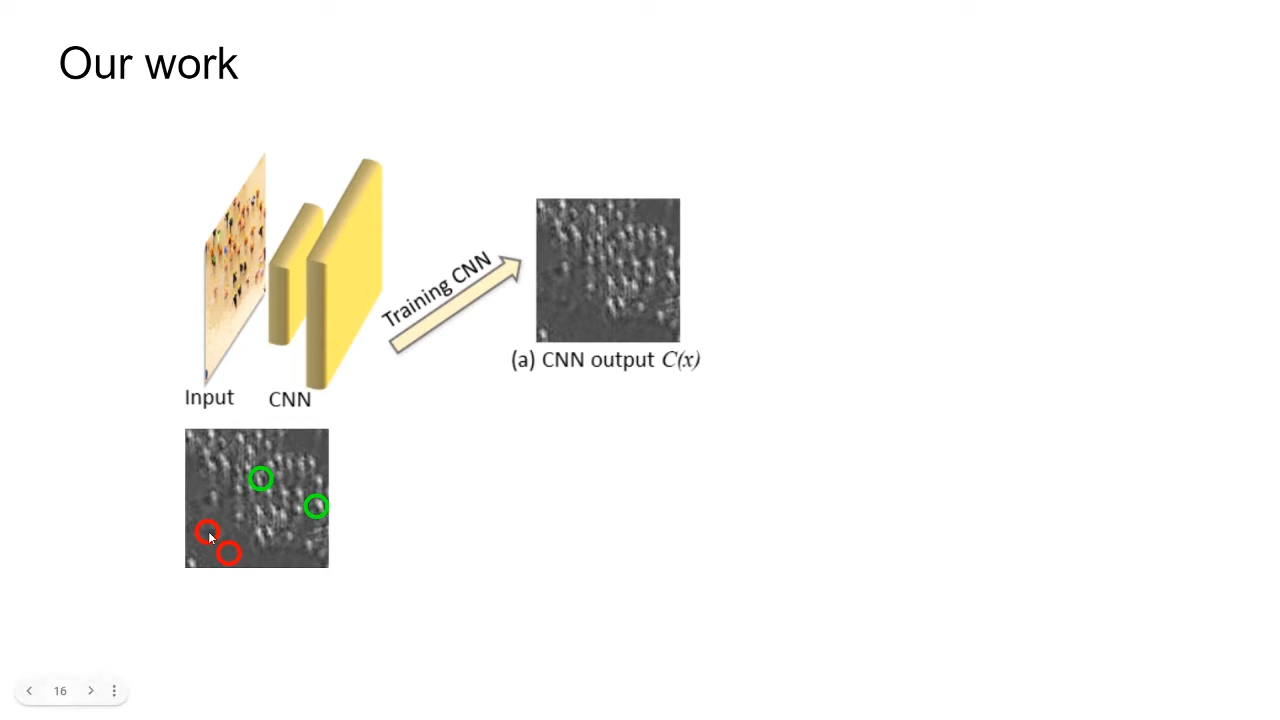 Our work
Training CNN
(a) CNN output C(x)
Input
CNN
16